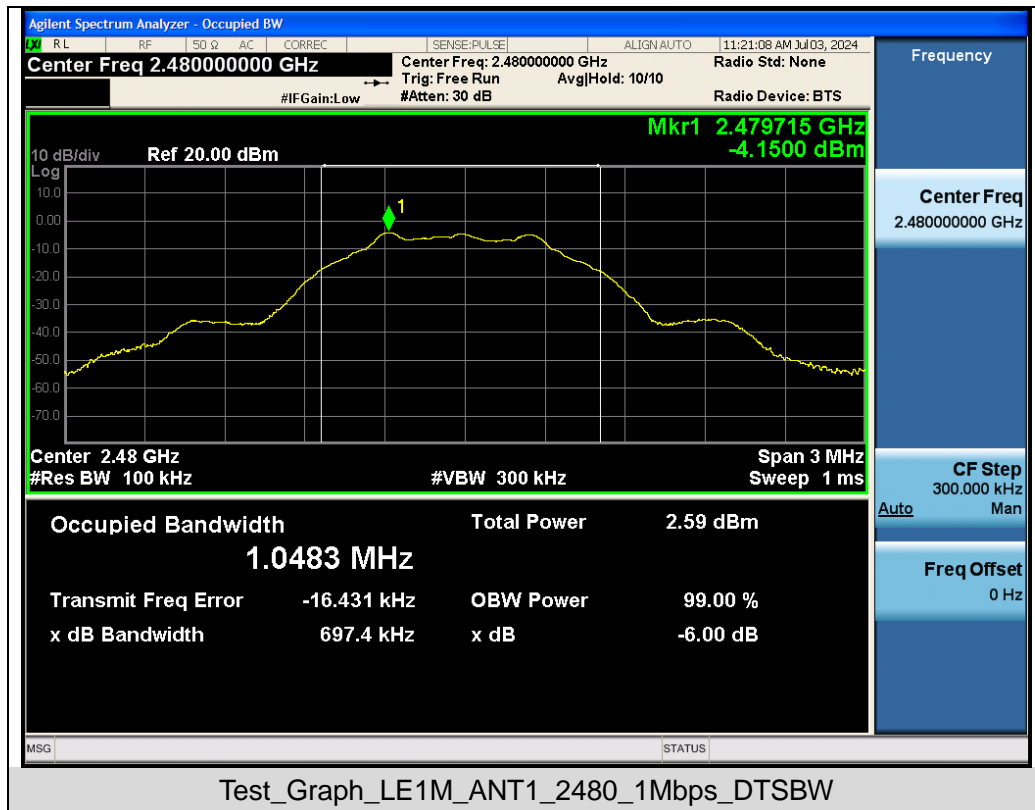 Agilent Spectrum Analyzer - Occupied BW
LXI RL RF 50 Ω AC CORREC SENSE:PULSE ALIGN AUTO 11:21:08 AM Jul 03, 2024
Center Freq 2.480000000 GHz
Center Freq: 2.480000000 GHz
Radio Std: None
Trig: Free Run Avg|Hold: 10/10
#IFGain:Low
#Atten: 30 dB
Radio Device: BTS
Mkr1 2.479715 GHz
-4.1500 dBm
10 dB/div Ref 20.00 dBm
Log
10.0
1
0.00
-10.0
-20.0
-30.0
-40.0
-50.0
-60.0
-70.0
Center 2.48 GHz Span 3 MHz
#Res BW 100 kHz #VBW 300 kHz Sweep 1 ms
Occupied Bandwidth Total Power 2.59 dBm
1.0483 MHz
Transmit Freq Error -16.431 kHz OBW Power 99.00 %
x dB Bandwidth 697.4 kHz x dB -6.00 dB
MSG STATUS
Frequency
Center Freq
2.480000000 GHz
CF Step
300.000 kHz
Auto Man
Freq Offset
0 Hz
Test_Graph_LE1M_ANT1_2480_1Mbps_DTSBW